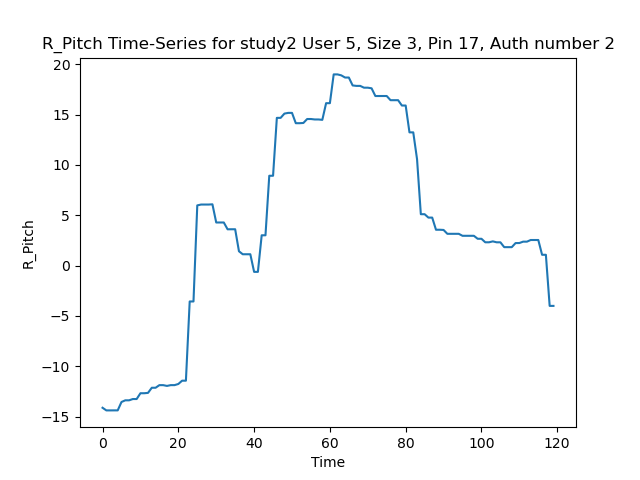 R_Pitch Time-Series for study2 User 5, Size 3, Pin 17, Auth number 2
20
15
10
5
0
−5
−10
−15
R_Pitch
0 20 40 60 80 100 120
Time